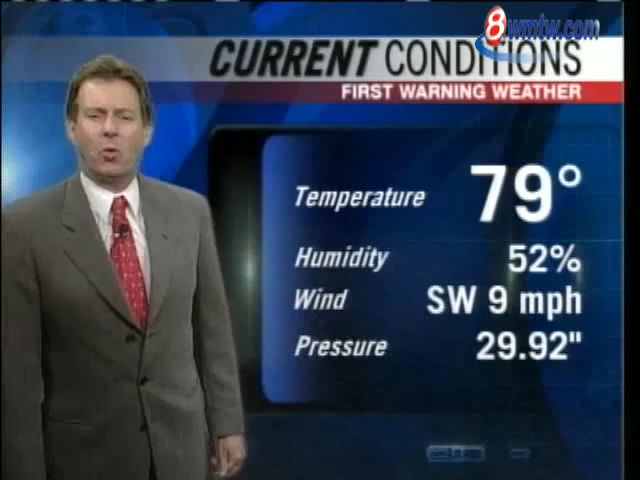 8 wmtw.com
CURRENT CONDITIONS
FIRST WARNING WEATHER
Temperature 79°
Humidity 52%
Wind SW 9 mph
Pressure 29.92"